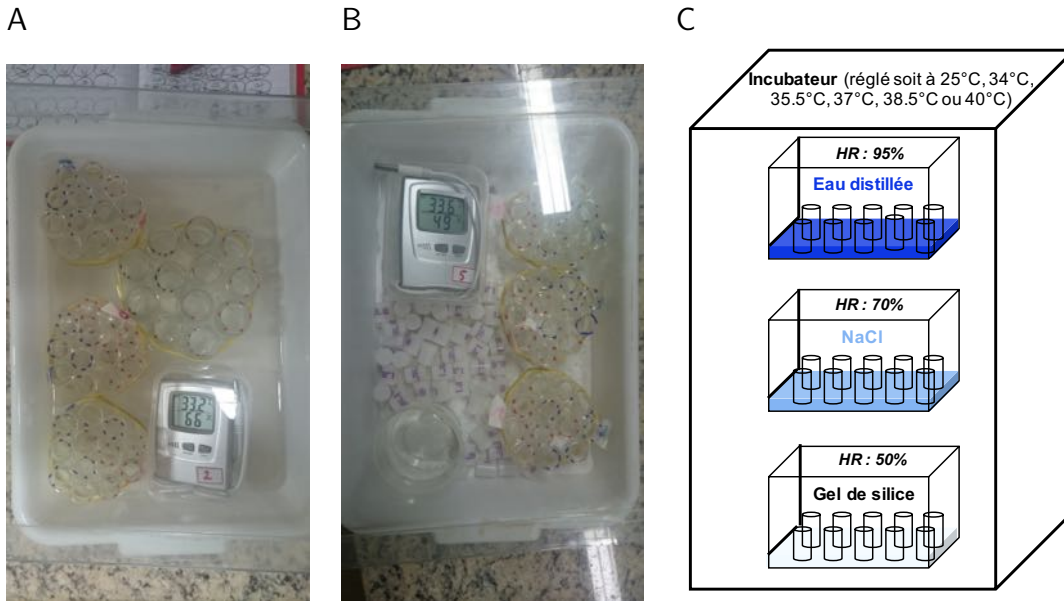 A
B
C
33.2
66
2
33.6
49
5
Incubateur (réglé soit à 25°C, 34°C,
35.5°C, 37°C, 38.5°C ou 40°C)
HR : 95%
Eau distillée
HR : 70%
NaCl
HR : 50%
Gel de silice